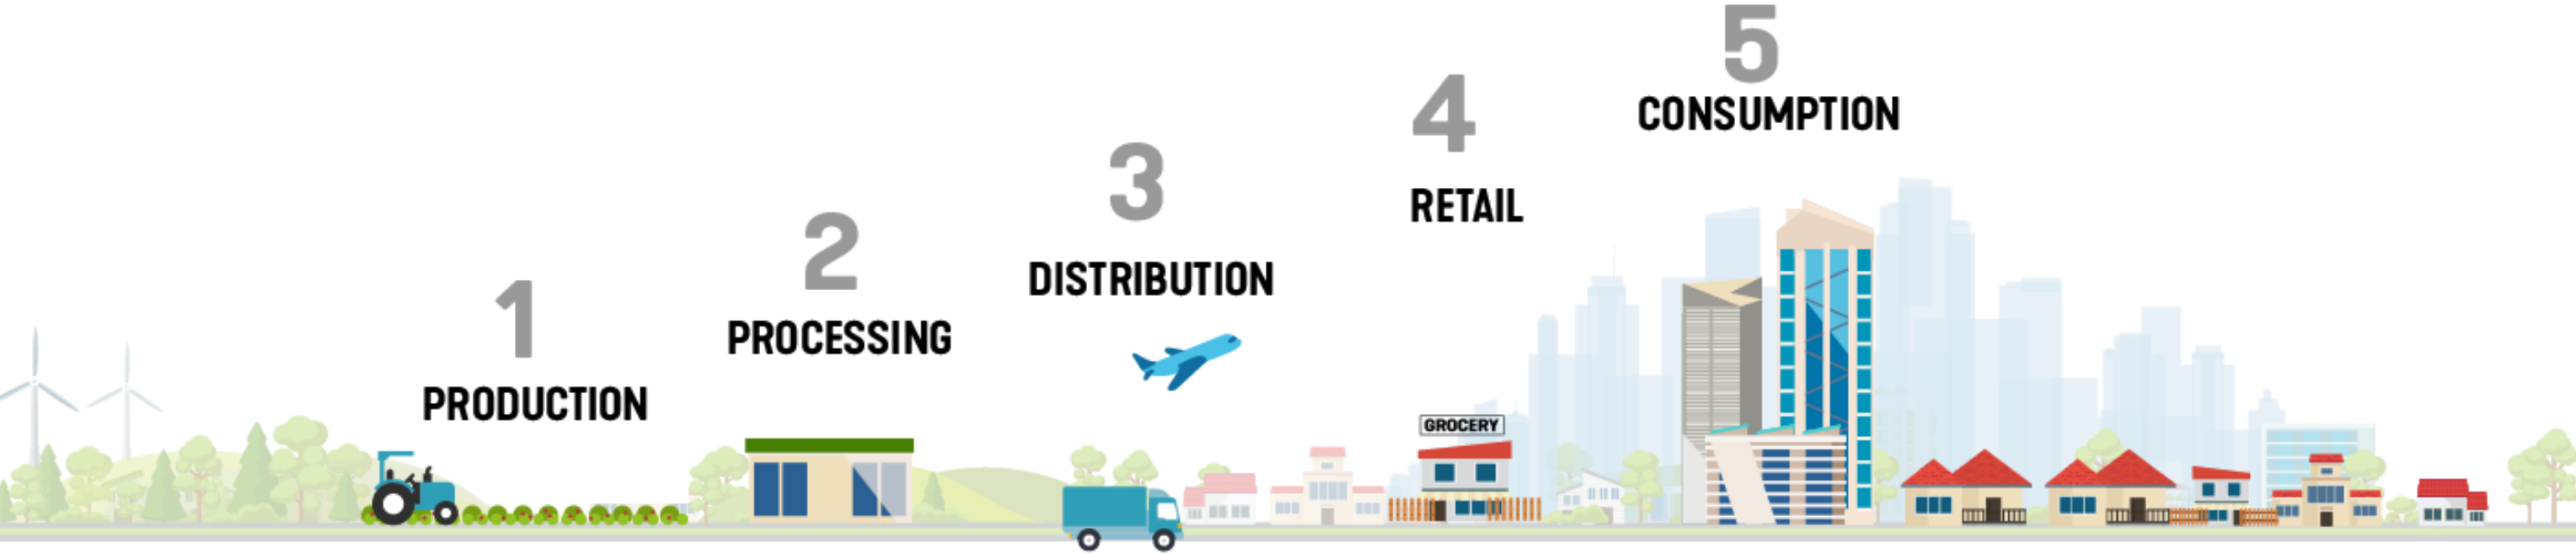 1
PRODUCTION
2
PROCESSING
3
DISTRIBUTION
4
RETAIL
GROCERY
5
CONSUMPTION